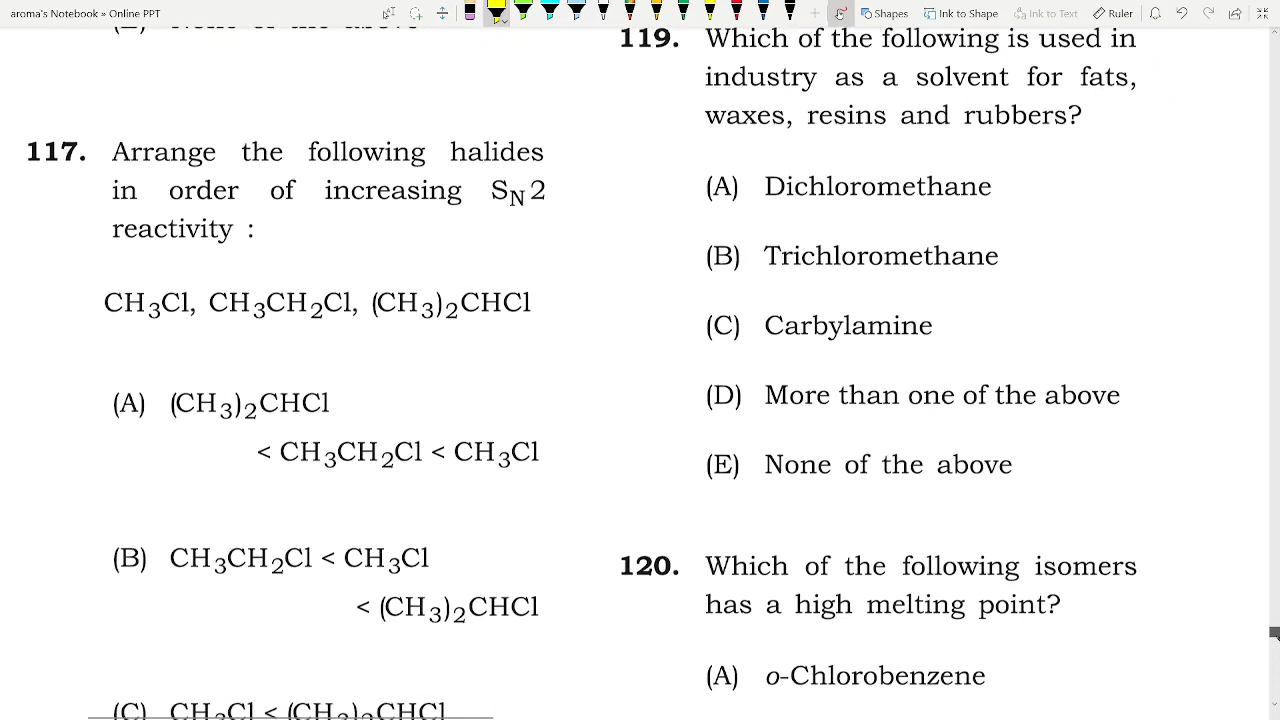 aroma's Notebook » Online PPT
Shapes
Ink to Shape
Ink to Text
Ruler
117. Arrange the following halides
in order of increasing SN2
reactivity :
CH3Cl, CH3CH2Cl, (CH3)2CHCl
(A) (CH3)2CHCl
< CH3CH2Cl < CH3Cl
(B) CH3CH2Cl < CH3Cl
< (CH3)2CHCl
(C) CH3Cl < (CH3)2CHCl
119. Which of the following is used in
industry as a solvent for fats,
waxes, resins and rubbers?
(A) Dichloromethane
(B) Trichloromethane
(C) Carbylamine
(D) More than one of the above
(E) None of the above
120. Which of the following isomers
has a high melting point?
(A) o-Chlorobenzene